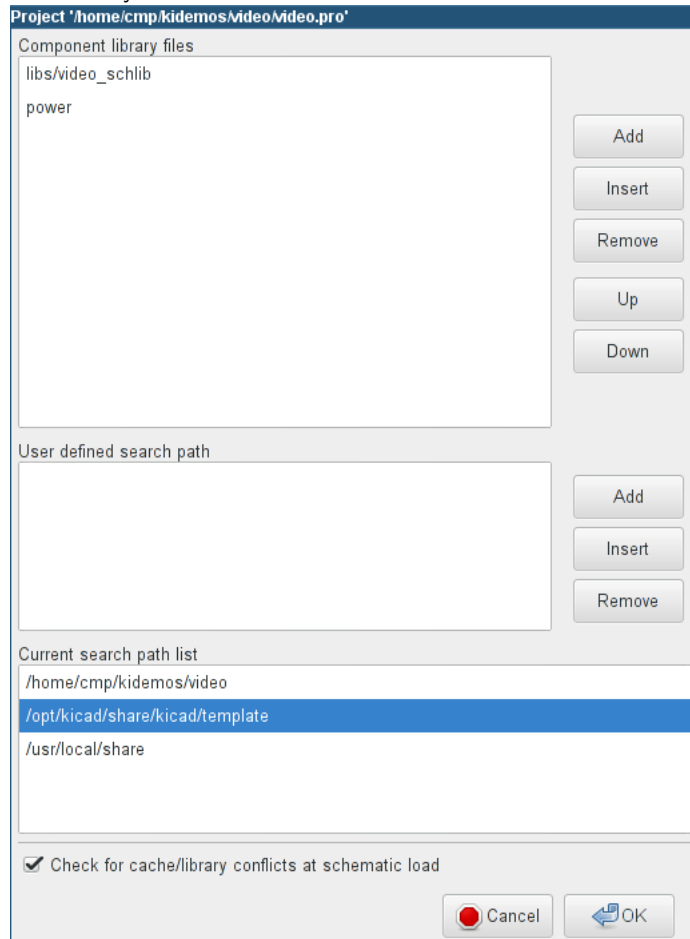 Project '/home/cmp/kidemos/video/video.pro'
Component library files
libs/video_schlib
power
Add
Insert
Remove
Up
Down
User defined search path
Add
Insert
Remove
Current search path list
/home/cmp/kidemos/video
/opt/kicad/share/kicad/template
/usr/local/share
Check for cache/library conflicts at schematic load
Cancel
OK